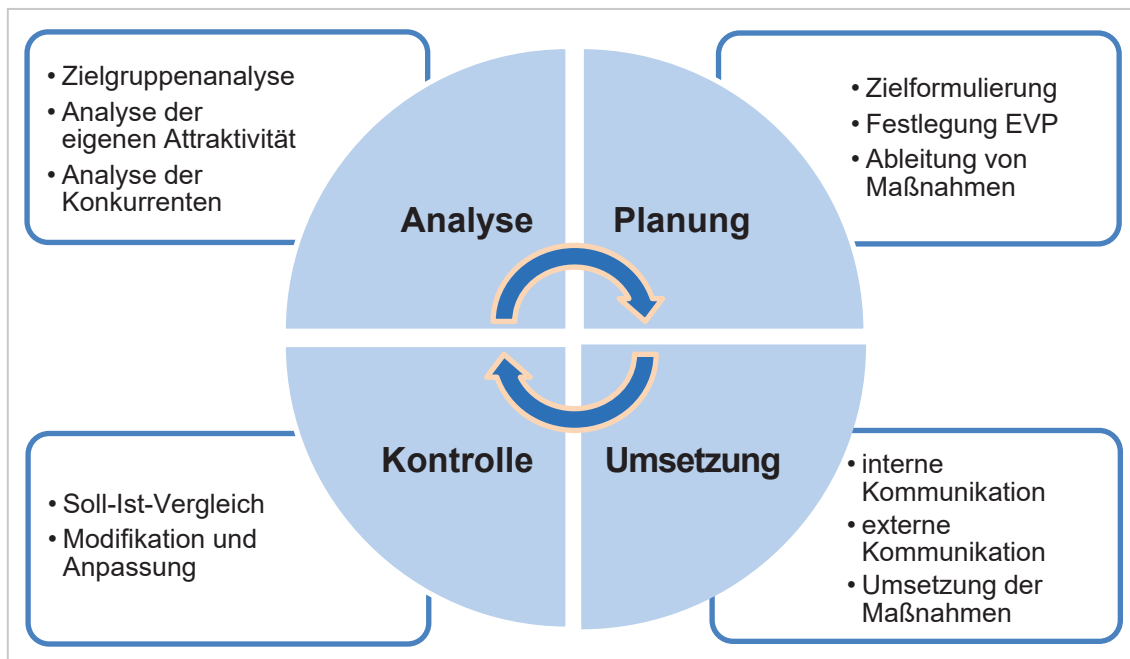 • Zielgruppenanalyse
• Analyse der
eigenen Attraktivität
• Analyse der
Konkurrenten
• Zielformulierung
• Festlegung EVP
• Ableitung von
Maßnahmen
Analyse
Planung
Kontrolle
Umsetzung
• Soll-Ist-Vergleich
• Modifikation und
Anpassung
• interne
Kommunikation
• externe
Kommunikation
• Umsetzung der
Maßnahmen